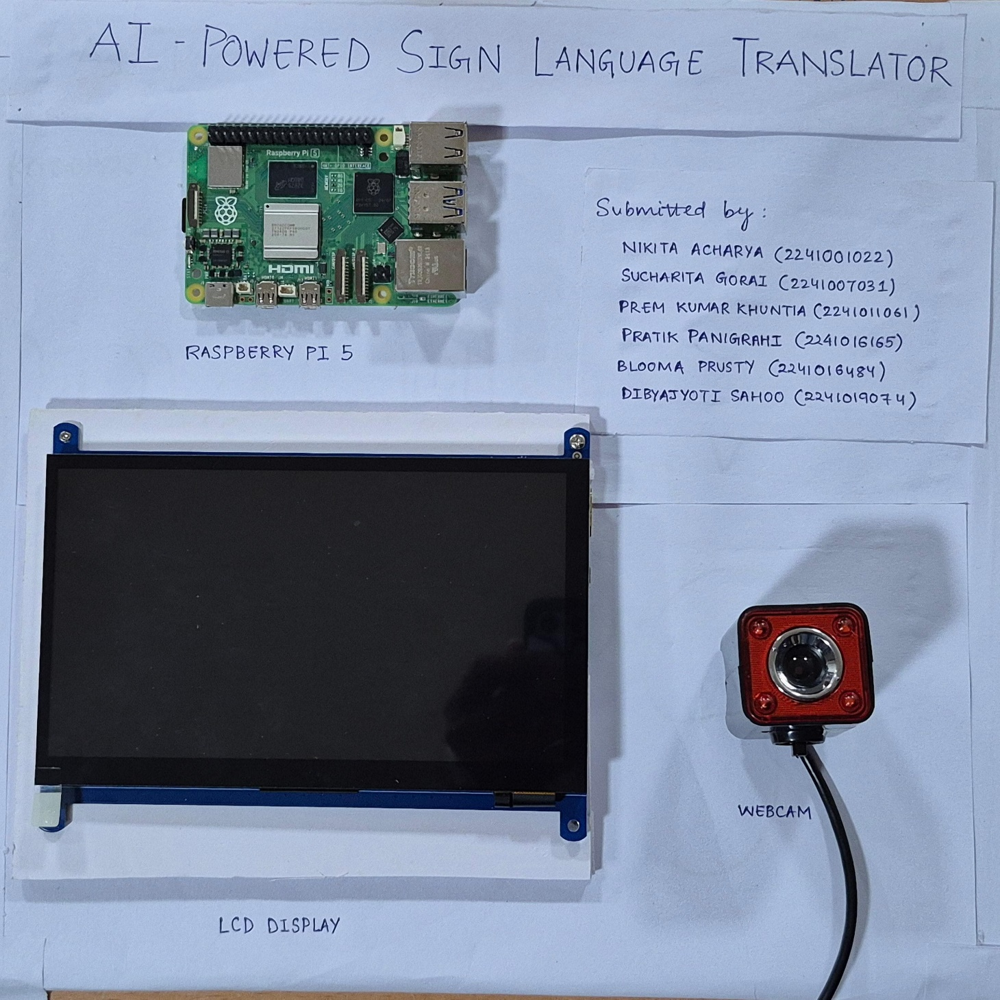 AI - POWERED SIGN LANGUAGE TRANSLATOR
Raspberry Pi 5
MEMORY
HDMI
RASPBERRY PI 5
Submitted by:
NIKITA ACHARYA (2241001022)
SUCHARITA GORAI (2241007031)
PREM KUMAR KHUNTIA (2241011061)
PRATIK PANIGRAHI (2241016165)
BLOOMA PRUSTY (2241016484)
DIBYAJYOTI SAHOO (2241019074)
WEBCAM
LCD DISPLAY